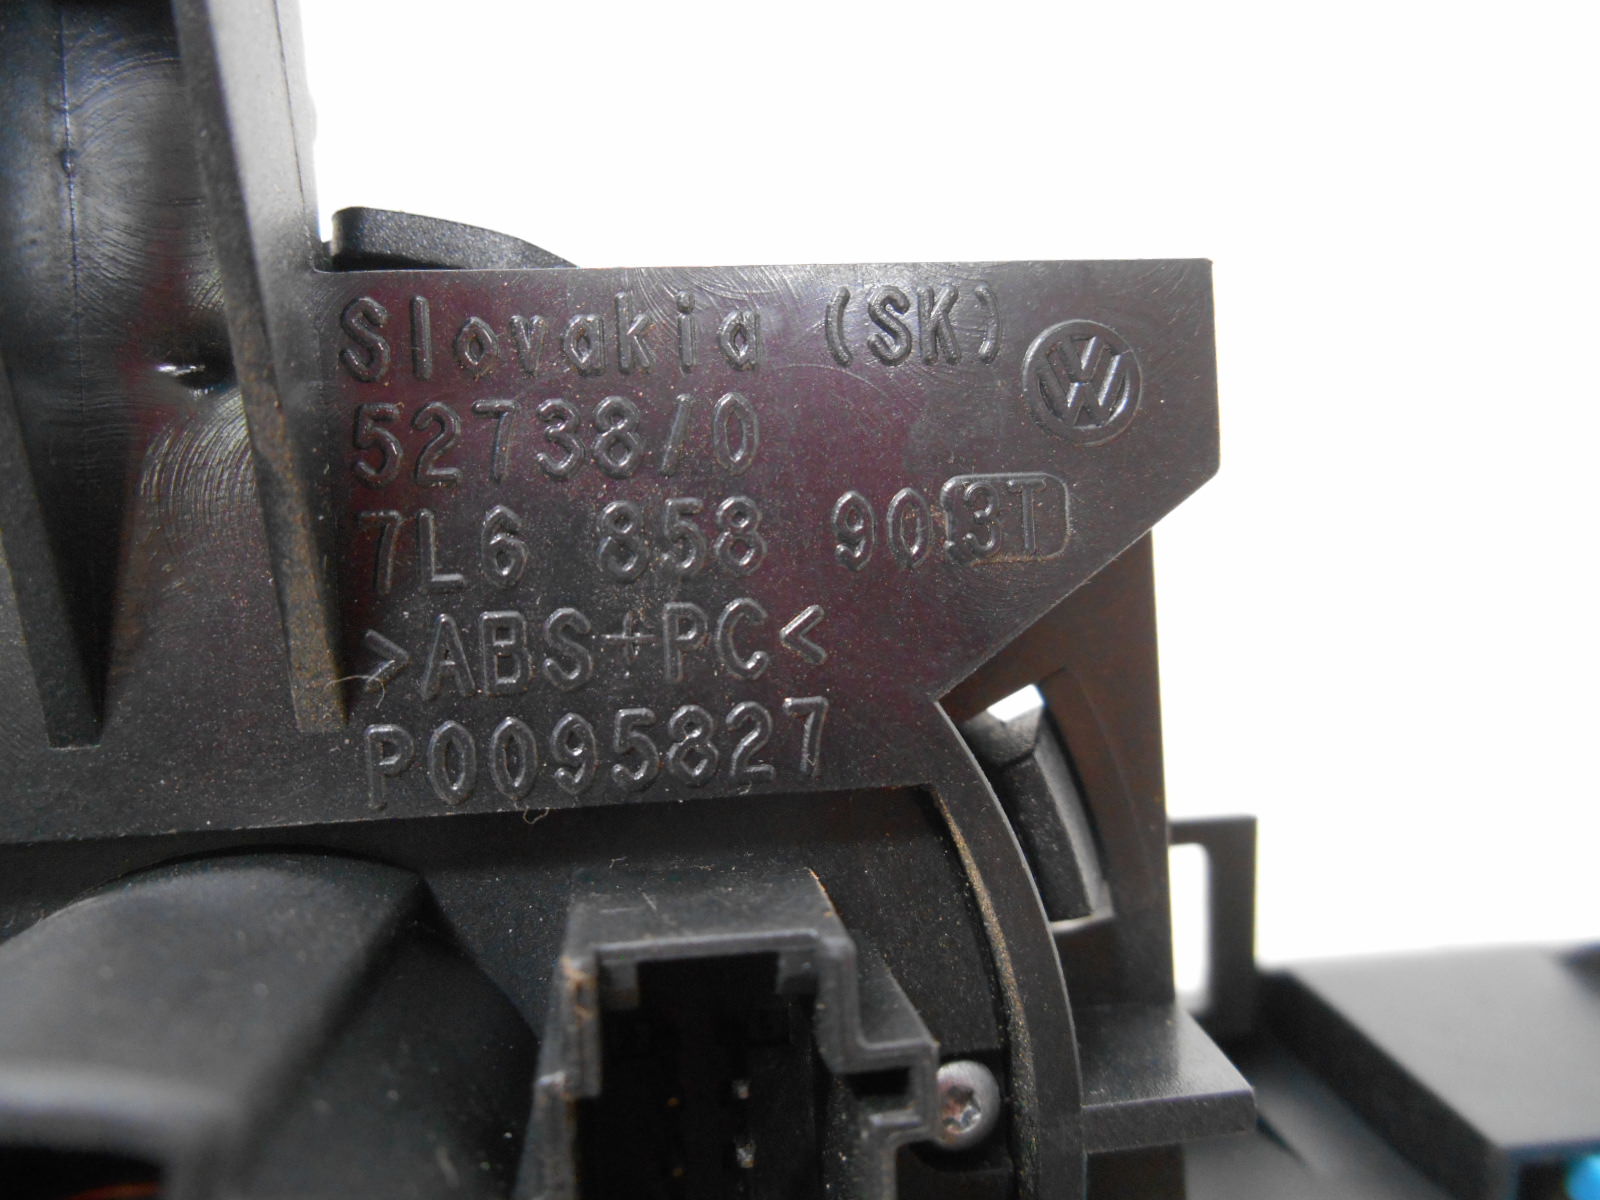 Slovakia (SK)
52738/0
7L6 858 903T
>ABS+PC<
P0095827